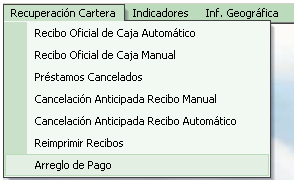 Recuperación Cartera Indicadores Inf. Geográfica
Recibo Oficial de Caja Automático
Recibo Oficial de Caja Manual
Préstamos Cancelados
Cancelación Anticipada Recibo Manual
Cancelación Anticipada Recibo Automático
Reimprimir Recibos
Arreglo de Pago